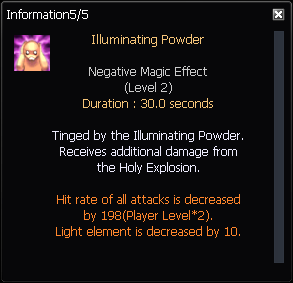 Information5/5
Illuminating Powder
Negative Magic Effect
(Level 2)
Duration : 30.0 seconds
Tinged by the Illuminating Powder.
Receives additional damage from
the Holy Explosion.
Hit rate of all attacks is decreased
by 198(Player Level*2).
Light element is decreased by 10.